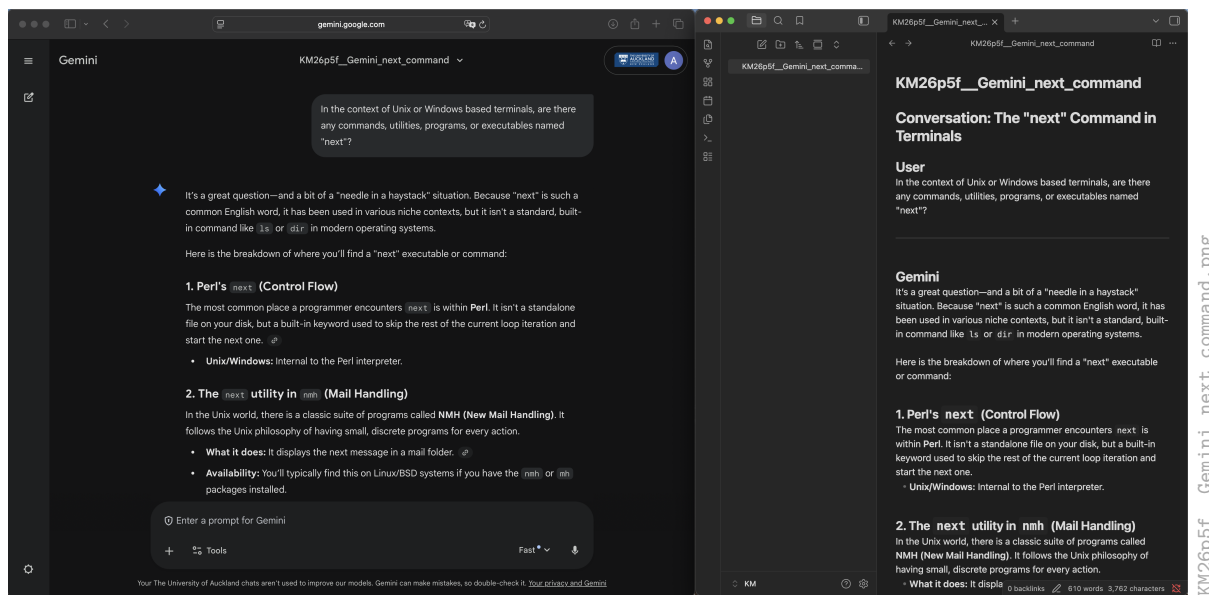 gemini.google.com
Gemini
KM26p5f__Gemini_next_command
A
In the context of Unix or Windows based terminals, are there
any commands, utilities, programs, or executables named
"next"?
It's a great question—and a bit of a "needle in a haystack" situation. Because "next" is such a
common English word, it has been used in various niche contexts, but it isn't a standard, built-
in command like ls or dir in modern operating systems.
Here is the breakdown of where you'll find a "next" executable or command:
1. Perl's next (Control Flow)
The most common place a programmer encounters next is within Perl. It isn't a standalone
file on your disk, but a built-in keyword used to skip the rest of the current loop iteration and
start the next one.
• Unix/Windows: Internal to the Perl interpreter.
2. The next utility in nmh (Mail Handling)
In the Unix world, there is a classic suite of programs called NMH (New Mail Handling). It
follows the Unix philosophy of having small, discrete programs for every action.
• What it does: It displays the next message in a mail folder.
• Availability: You'll typically find this on Linux/BSD systems if you have the nmh or mh
packages installed.
Enter a prompt for Gemini
Tools
Fast
Your The University of Auckland chats aren't used to improve our models. Gemini can make mistakes, so double-check it. Your privacy and Gemini
KM26p5f__Gemini_next_... ×
KM26p5f__Gemini_next_comma...
KM
KM26p5f__Gemini_next_command
KM26p5f__Gemini_next_command
Conversation: The "next" Command in
Terminals
User
In the context of Unix or Windows based terminals, are there
any commands, utilities, programs, or executables named
"next"?
Gemini
It's a great question—and a bit of a "needle in a haystack"
situation. Because "next" is such a common English word, it has
been used in various niche contexts, but it isn't a standard, built-
in command like ls or dir in modern operating systems.
Here is the breakdown of where you'll find a "next" executable
or command:
1. Perl's next (Control Flow)
The most common place a programmer encounters next is
within Perl. It isn't a standalone file on your disk, but a built-in
keyword used to skip the rest of the current loop iteration and
start the next one.
• Unix/Windows: Internal to the Perl interpreter.
2. The next utility in nmh (Mail Handling)
In the Unix world, there is a classic suite of programs called
NMH (New Mail Handling). It follows the Unix philosophy of
having small, discrete programs for every action.
• What it does: It displa
0 backlinks 610 words 3,762 characters
KM26p5f__Gemini_next_command.png